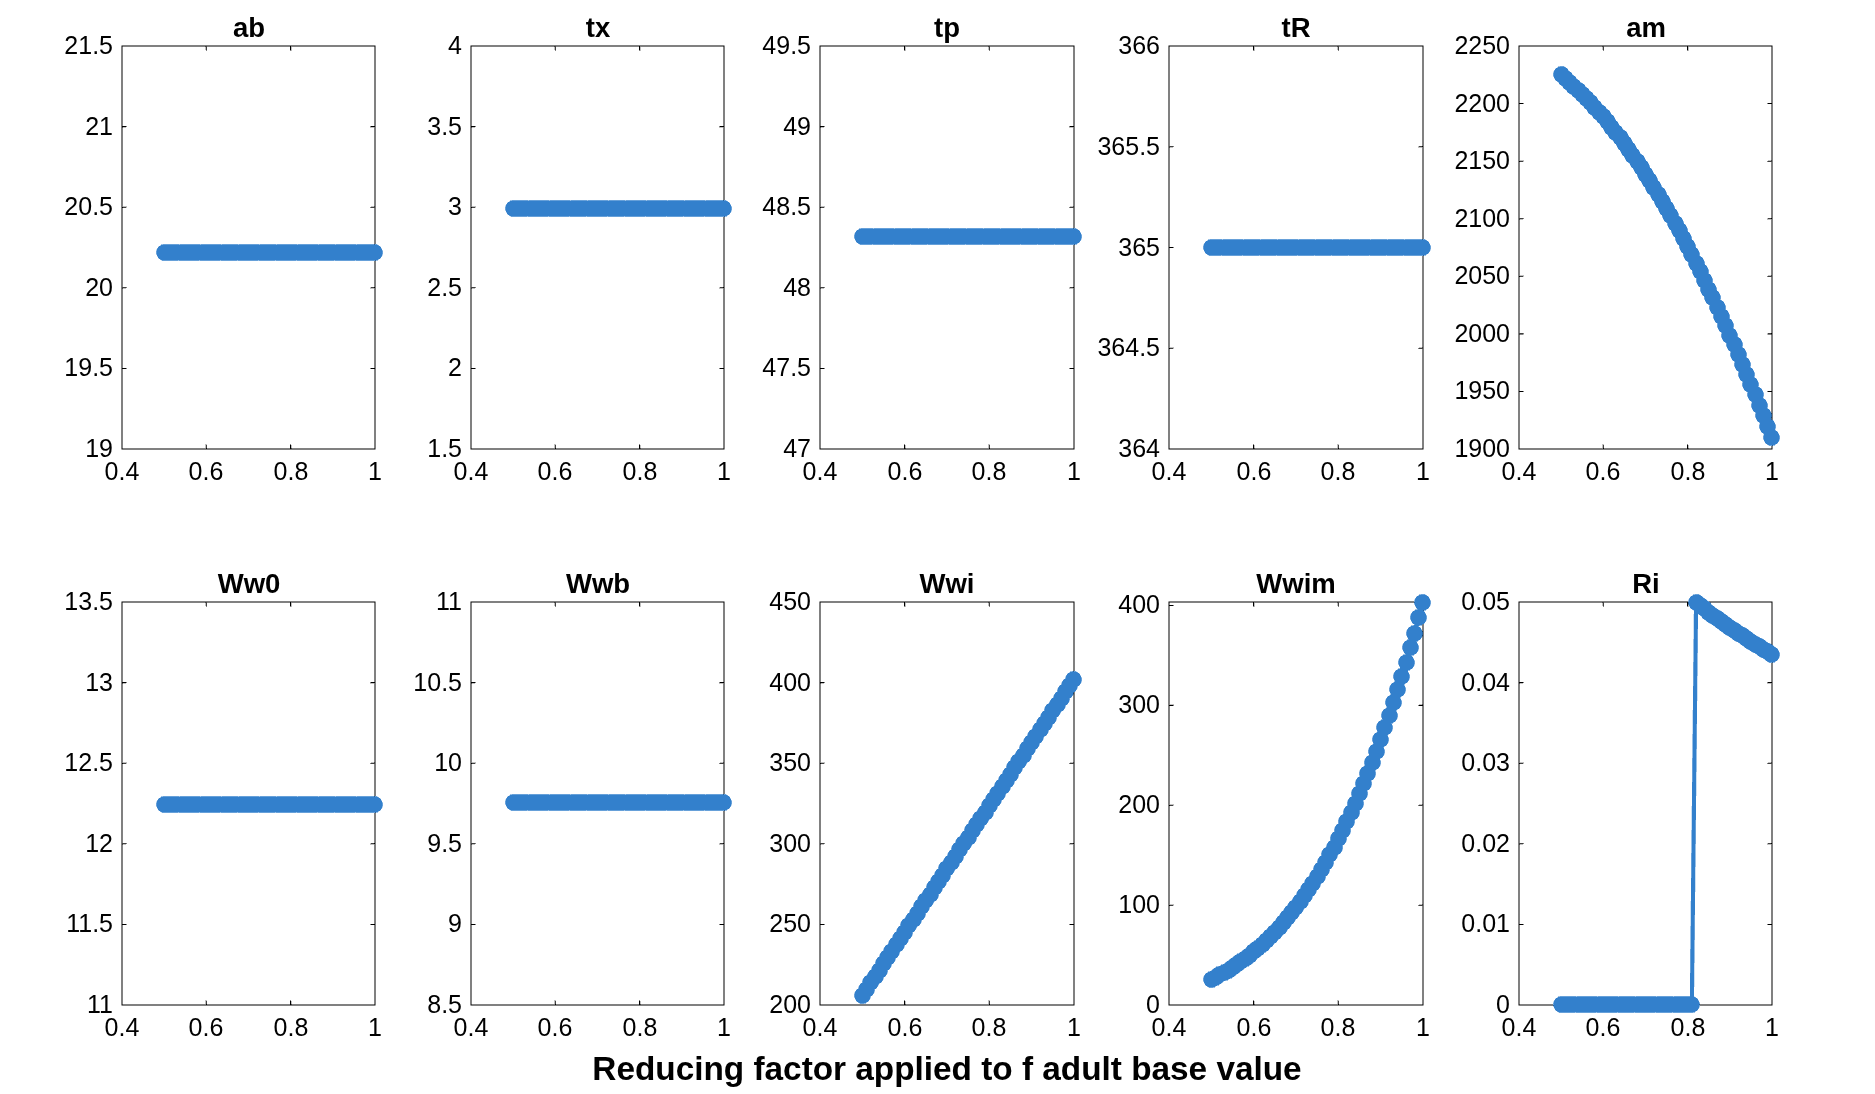 ab tx tp tR am
21.5 4 49.5 366 2250
21 3.5 49 365.5 2200
20.5 3 48.5 365 2150
20 2.5 48 364.5 2100
19.5 2 47.5 364 2050
19 1.5 47 2000
1950
1900
0.4 0.6 0.8 1 0.4 0.6 0.8 1 0.4 0.6 0.8 1 0.4 0.6 0.8 1 0.4 0.6 0.8 1
Ww0 Wwb Wwi Wwim Ri
13.5 11 450 400 0.05
13 10.5 400 300 0.04
12.5 10 350 200 0.03
12 9.5 300 100 0.02
11.5 9 250 0 0.01
11 8.5 200 0
0.4 0.6 0.8 1 0.4 0.6 0.8 1 0.4 0.6 0.8 1 0.4 0.6 0.8 1 0.4 0.6 0.8 1
Reducing factor applied to f adult base value